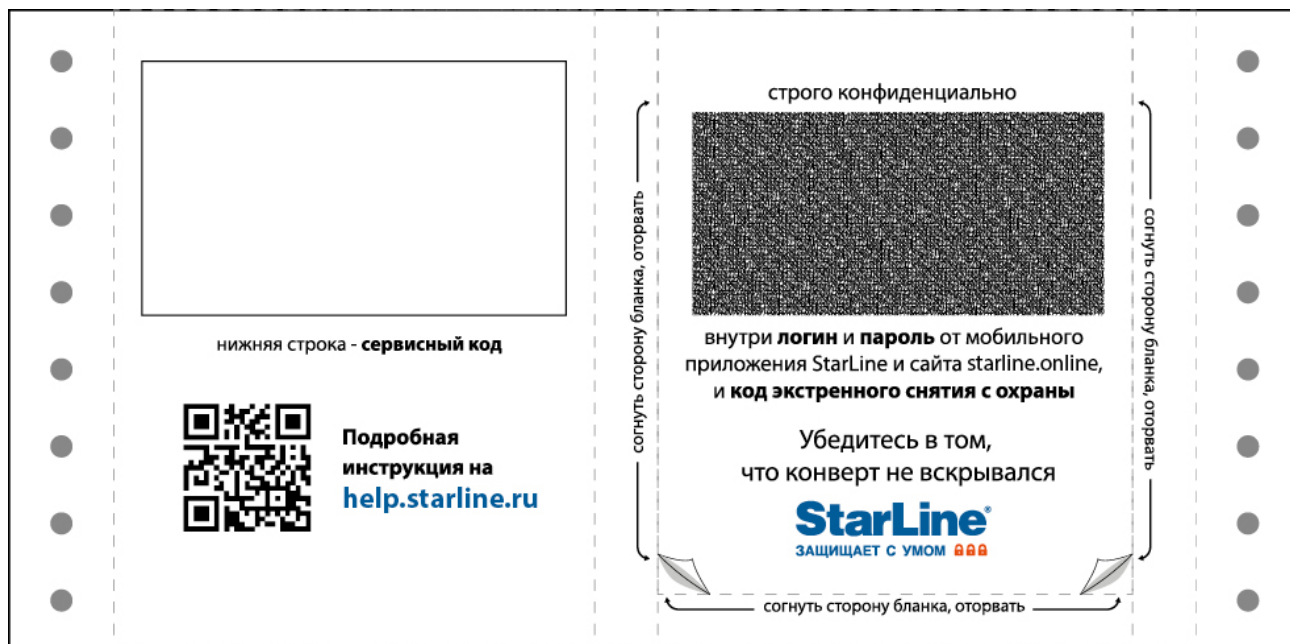 нижняя строка - сервисный код
Подробная
инструкция на
help.starline.ru
согнуть сторону бланка, оторвать
строго конфиденциально
внутри логин и пароль от мобильного
приложения StarLine и сайта starline.online,
и код экстренного снятия с охраны
Убедитесь в том,
что конверт не вскрывался
StarLine®
ЗАЩИЩАЕТ С УМОМ
согнуть сторону бланка, оторвать
согнуть сторону бланка, оторвать